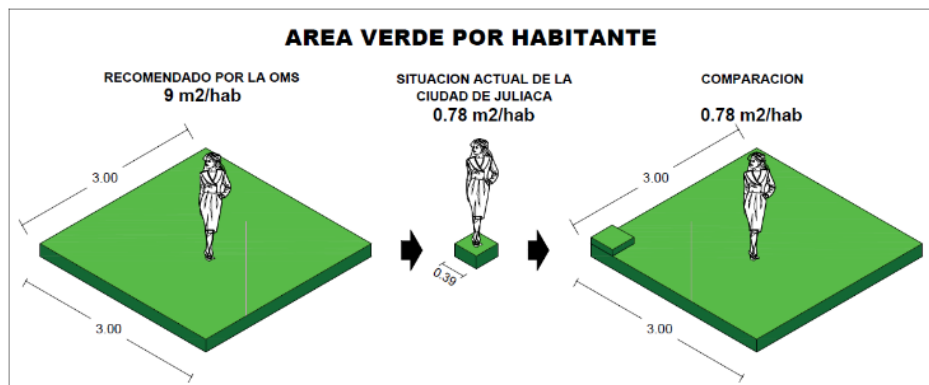 AREA VERDE POR HABITANTE
RECOMENDADO POR LA OMS
9 m2/hab
3.00
3.00
SITUACION ACTUAL DE LA
CIUDAD DE JULIACA
0.78 m2/hab
0.39
COMPARACION
0.78 m2/hab
3.00
3.00